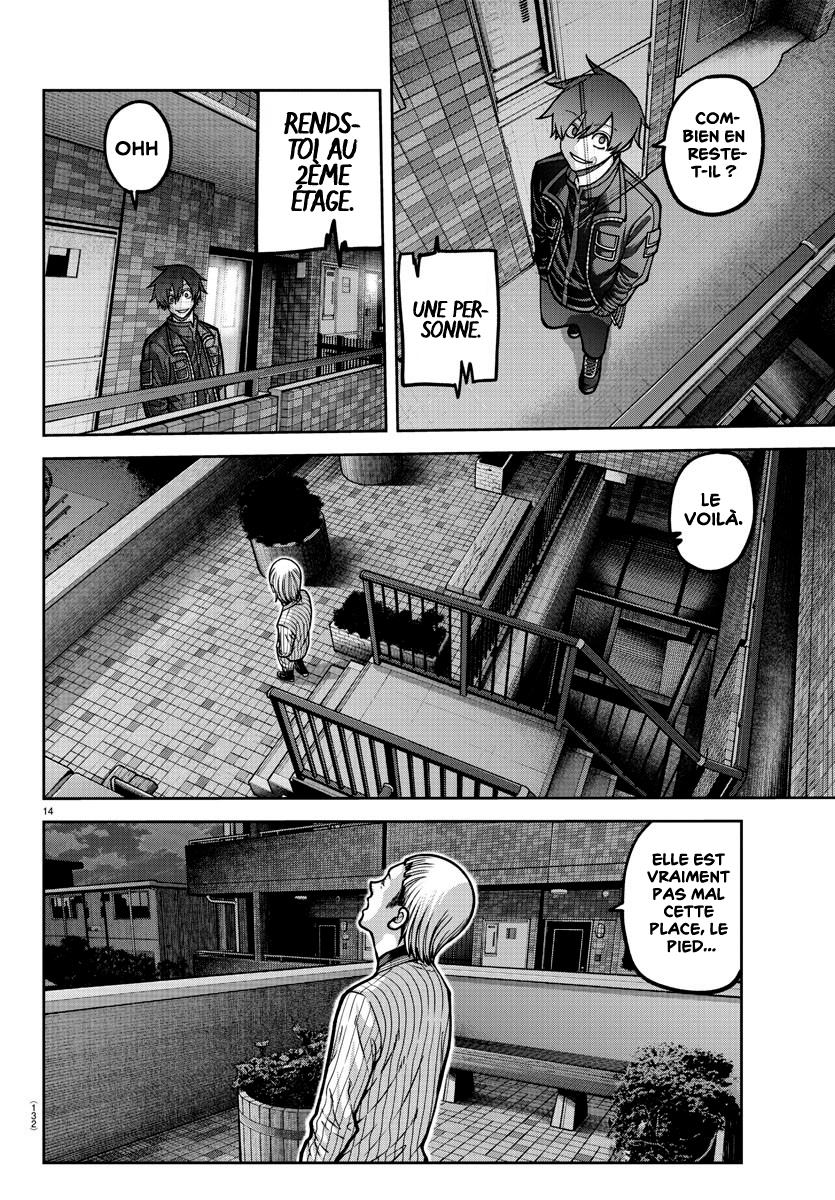 COM-
BIEN EN
RESTE-
T-IL ?
UNE PER-
SONNE.
RENDS-
TOI AU
2ÈME
ÉTAGE.
OHH
LE
VOILÀ.
14
ELLE EST
VRAIMENT
PAS MAL
CETTE
PLACE, LE
PIED...
(132)